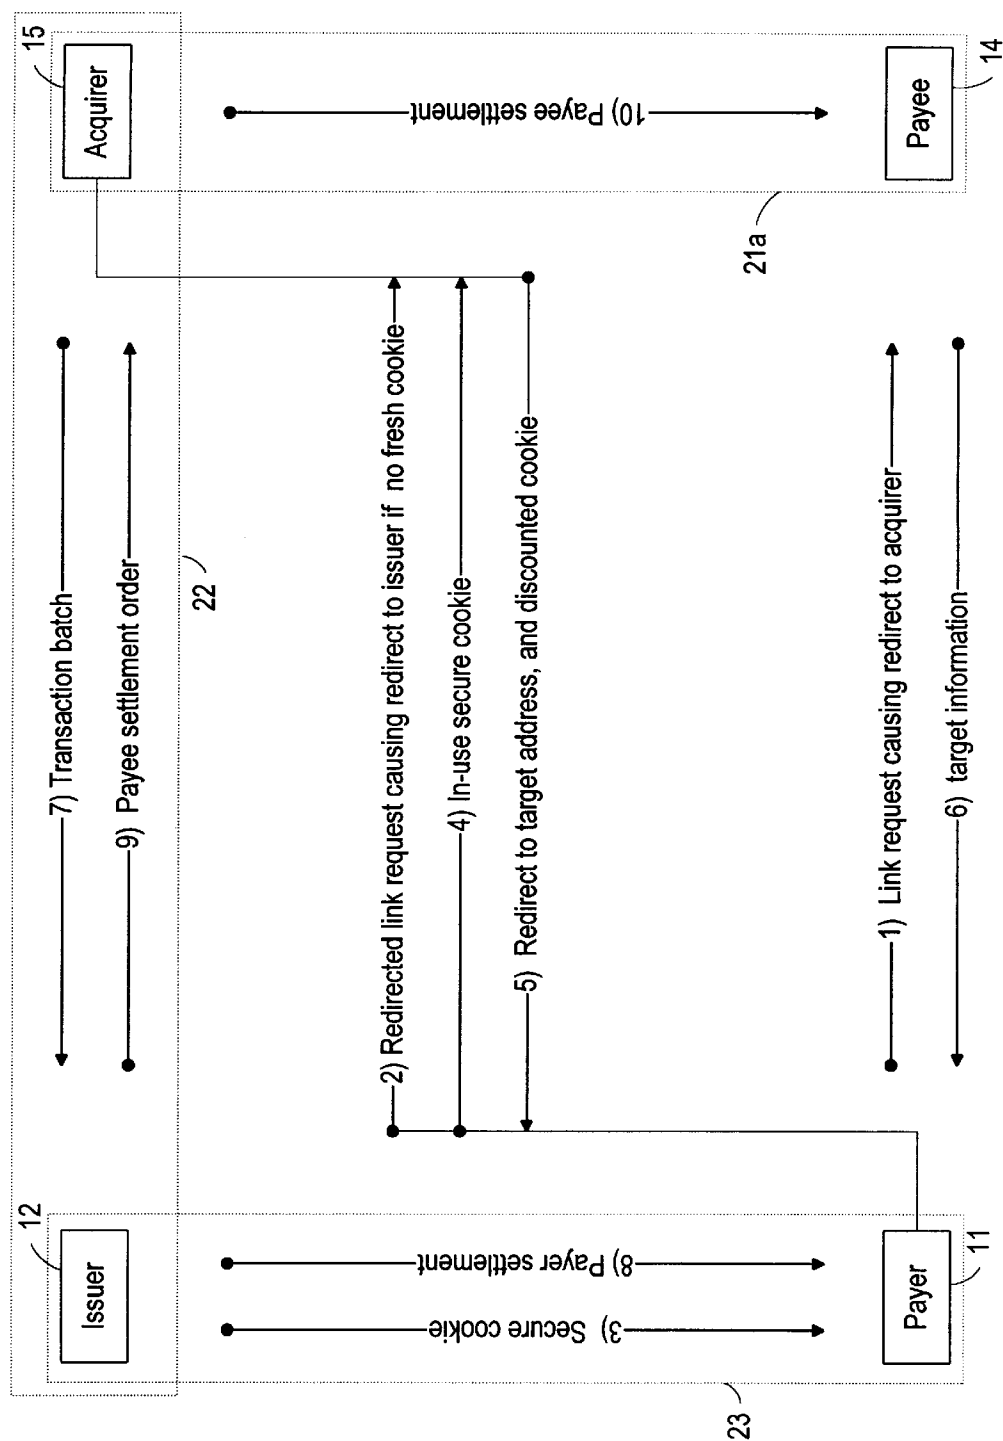 12
Issuer
7) Transaction batch
9) Payee settlement order
22
15
Acquirer
3) Secure cookie
8) Payer settlement
2) Redirected link request causing redirect to issuer if no fresh cookie
4) In-use secure cookie
5) Redirect to target address, and discounted cookie
10) Payee settlement
23
21a
Payer
11
1) Link request causing redirect to acquirer
6) target information
Payee
14